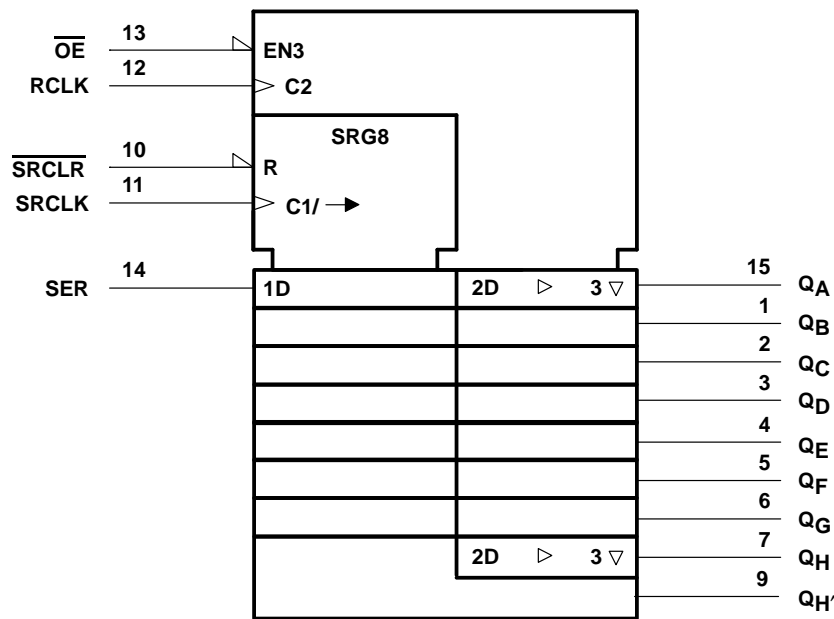 OE
13
EN3
RCLK
12
C2
SRG8
SRCLR
10
R
SRCLK
11
C1/
SER
14
1D
2D
3
15
QA
1
QB
2
QC
3
QD
4
QE
5
QF
6
QG
2D
3
7
QH
9
QH′